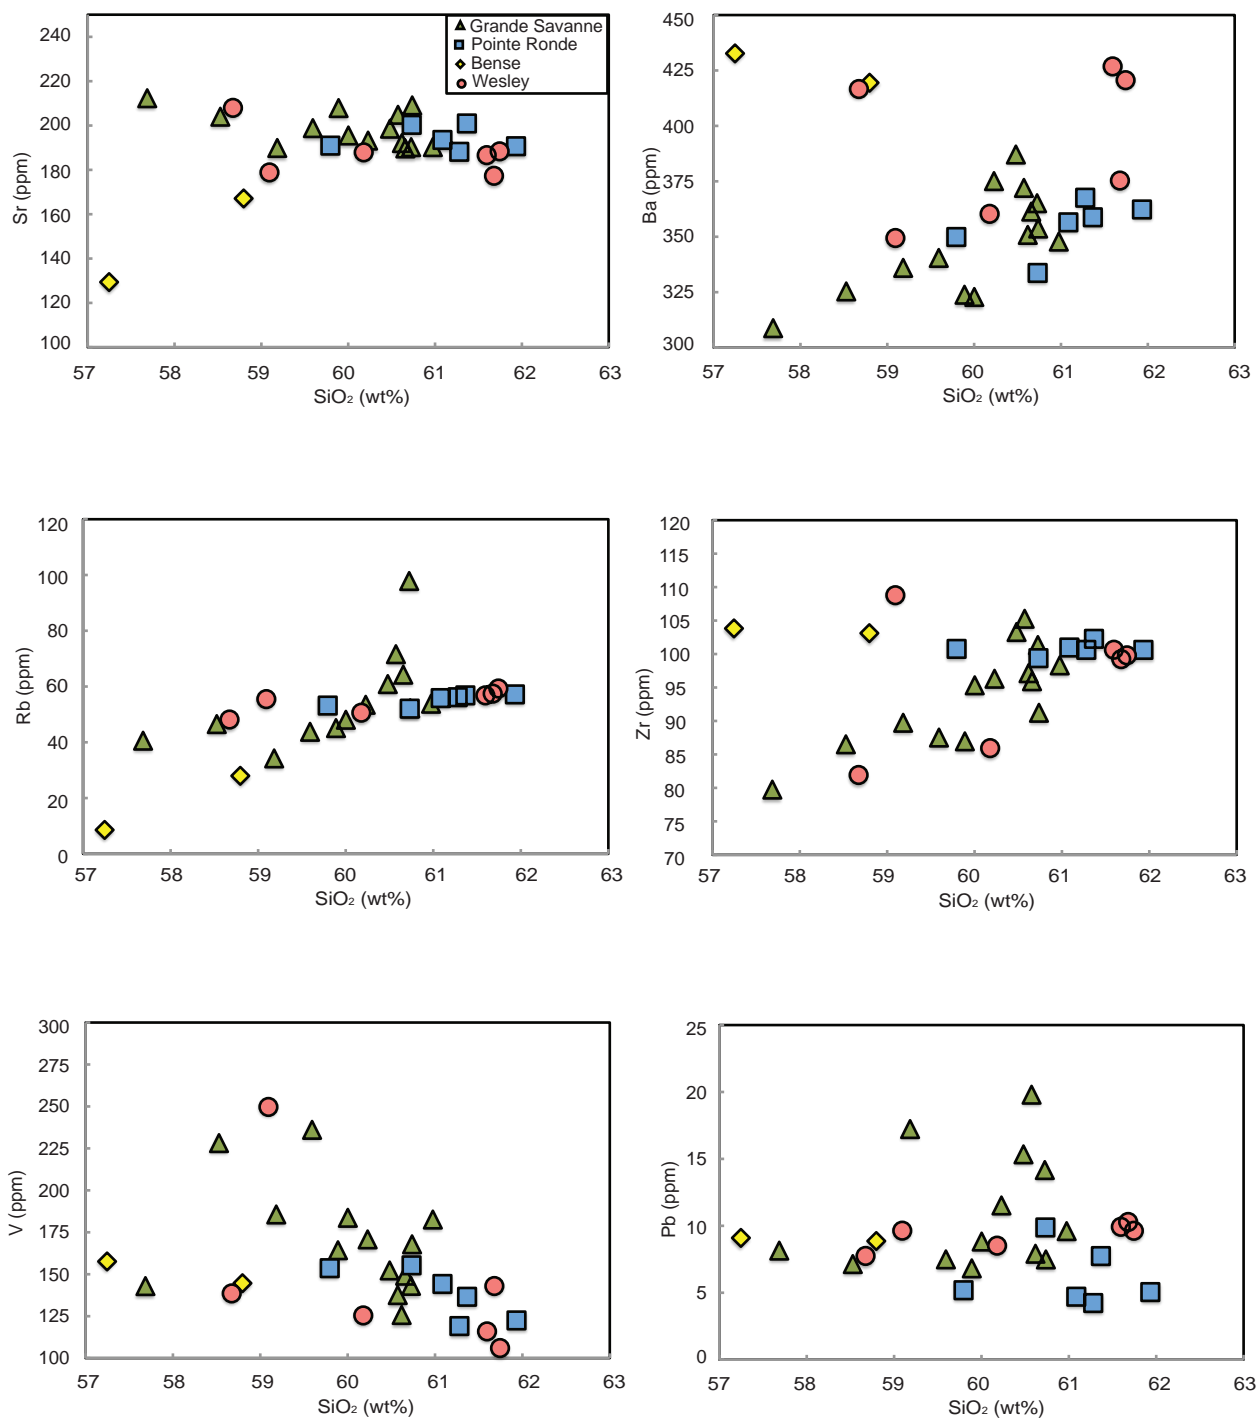 240
220
200
180
160
140
120
100
Sr (ppm)
57 58 59 60 61 62 63
SiO₂ (wt%)
Grande Savanne
Pointe Ronde
Bense
Wesley
450
425
400
375
350
325
300
Ba (ppm)
57 58 59 60 61 62 63
SiO₂ (wt%)
120
100
80
60
40
20
0
Rb (ppm)
57 58 59 60 61 62 63
SiO₂ (wt%)
120
115
110
105
100
95
90
85
80
75
70
Zr (ppm)
57 58 59 60 61 62 63
SiO₂ (wt%)
300
275
250
225
200
175
150
125
100
V (ppm)
57 58 59 60 61 62 63
SiO₂ (wt%)
25
20
15
10
5
0
Pb (ppm)
57 58 59 60 61 62 63
SiO₂ (wt%)